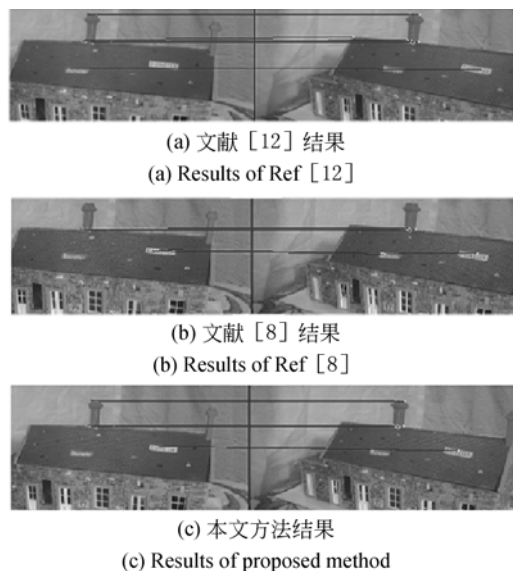 (a) 文献［12］结果
(a) Results of Ref［12］
(b) 文献［8］结果
(b) Results of Ref［8］
(c) 本文方法结果
(c) Results of proposed method